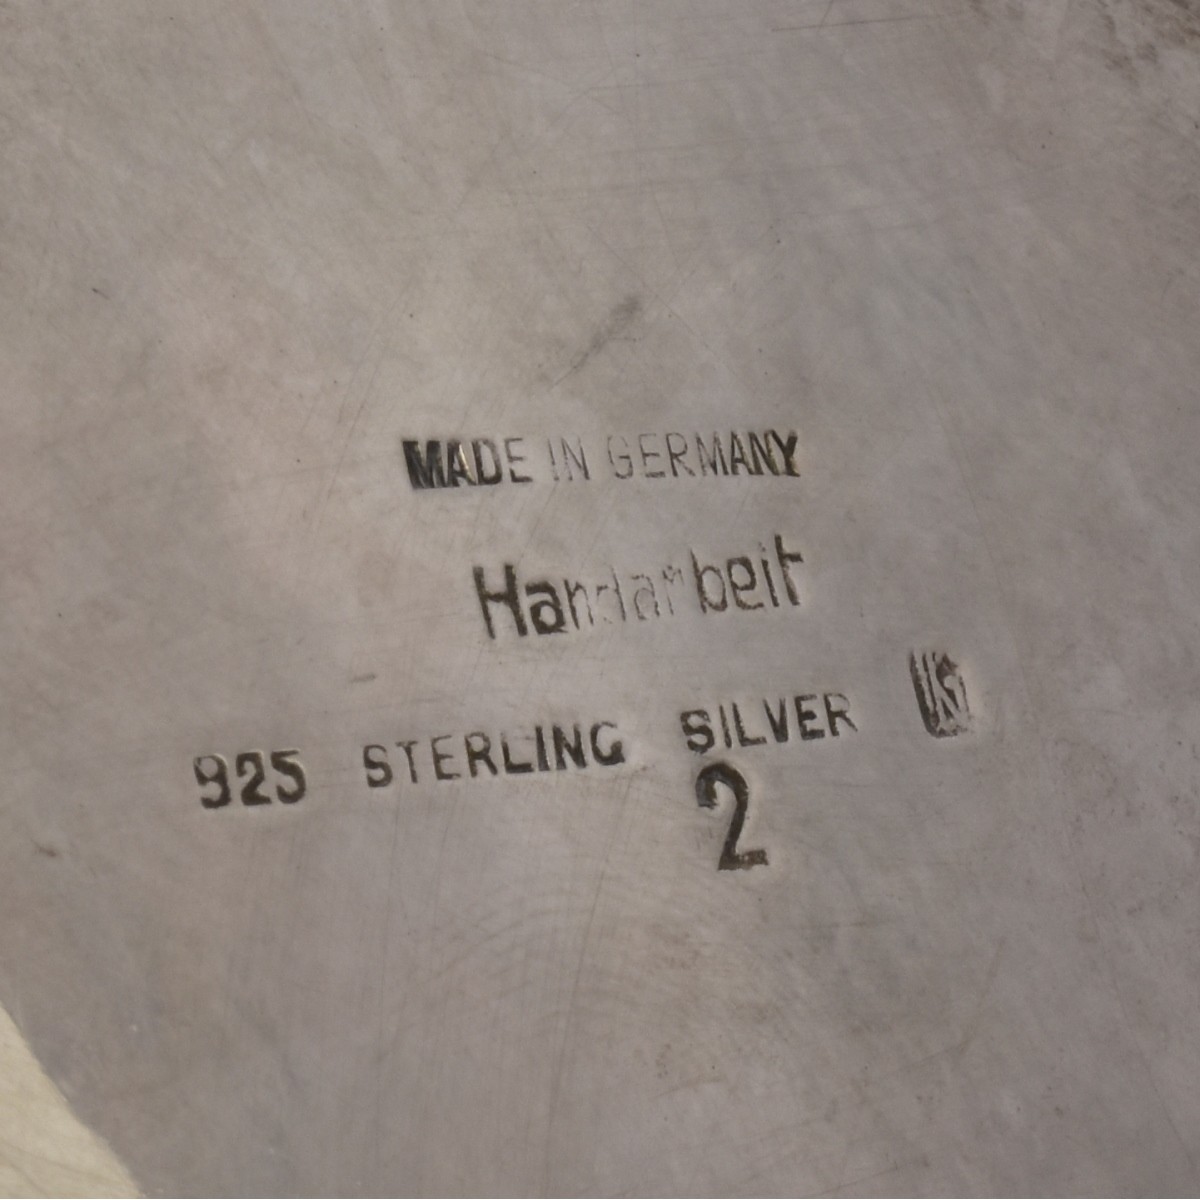 MADE IN GERMANY
Handarbeit
925 STERLING SILVER
2